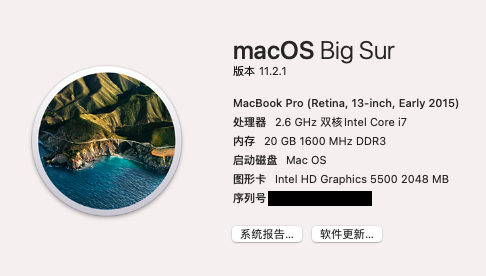 macOS Big Sur
版本 11.2.1
MacBook Pro (Retina, 13-inch, Early 2015)
处理器 2.6 GHz 双核Intel Core i7
内存 20 GB 1600 MHz DDR3
启动磁盘 Mac OS
图形卡 Intel HD Graphics 5500 2048 MB
序列号
系统报告... 软件更新...